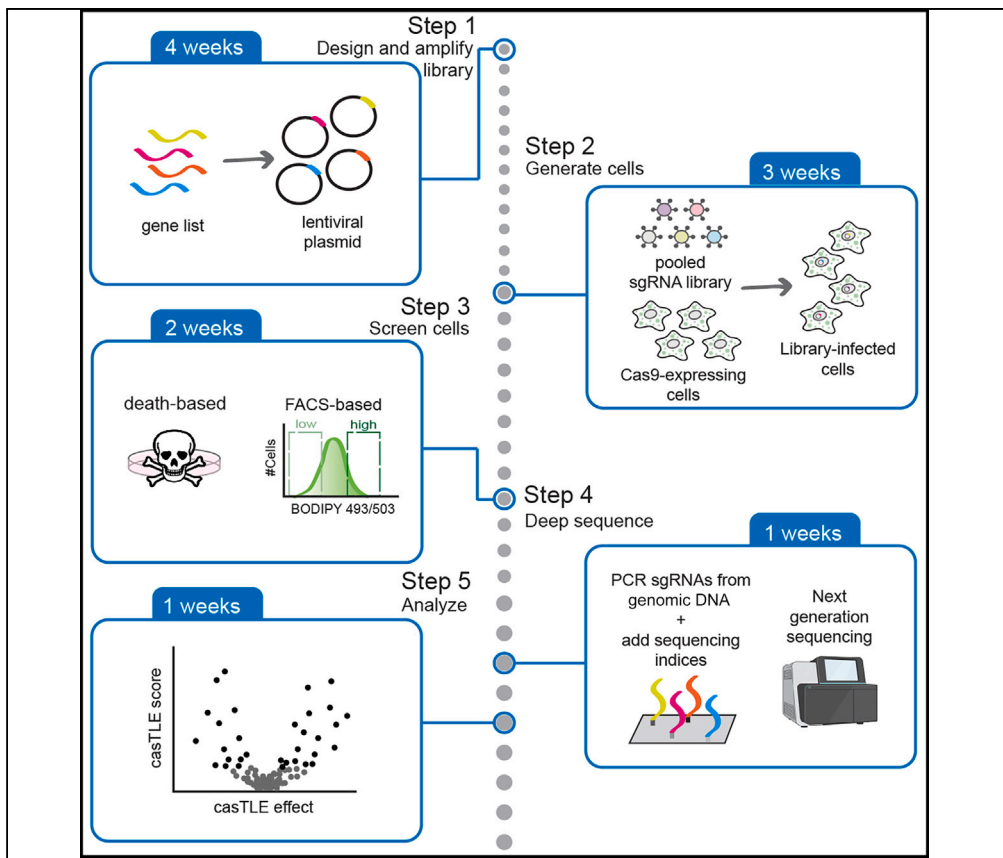 Step 1
Design and amplify
library
4 weeks
gene list
lentiviral
plasmid
Step 2
Generate cells
3 weeks
pooled
sgRNA library
Cas9-expressing
cells
Library-infected
cells
Step 3
Screen cells
2 weeks
death-based
FACS-based
low
high
#Cells
BODIPY 493/503
Step 4
Deep sequence
1 weeks
PCR sgRNAs from
genomic DNA
+
add sequencing
indices
Next
generation
sequencing
Step 5
Analyze
1 weeks
casTLE score
casTLE effect